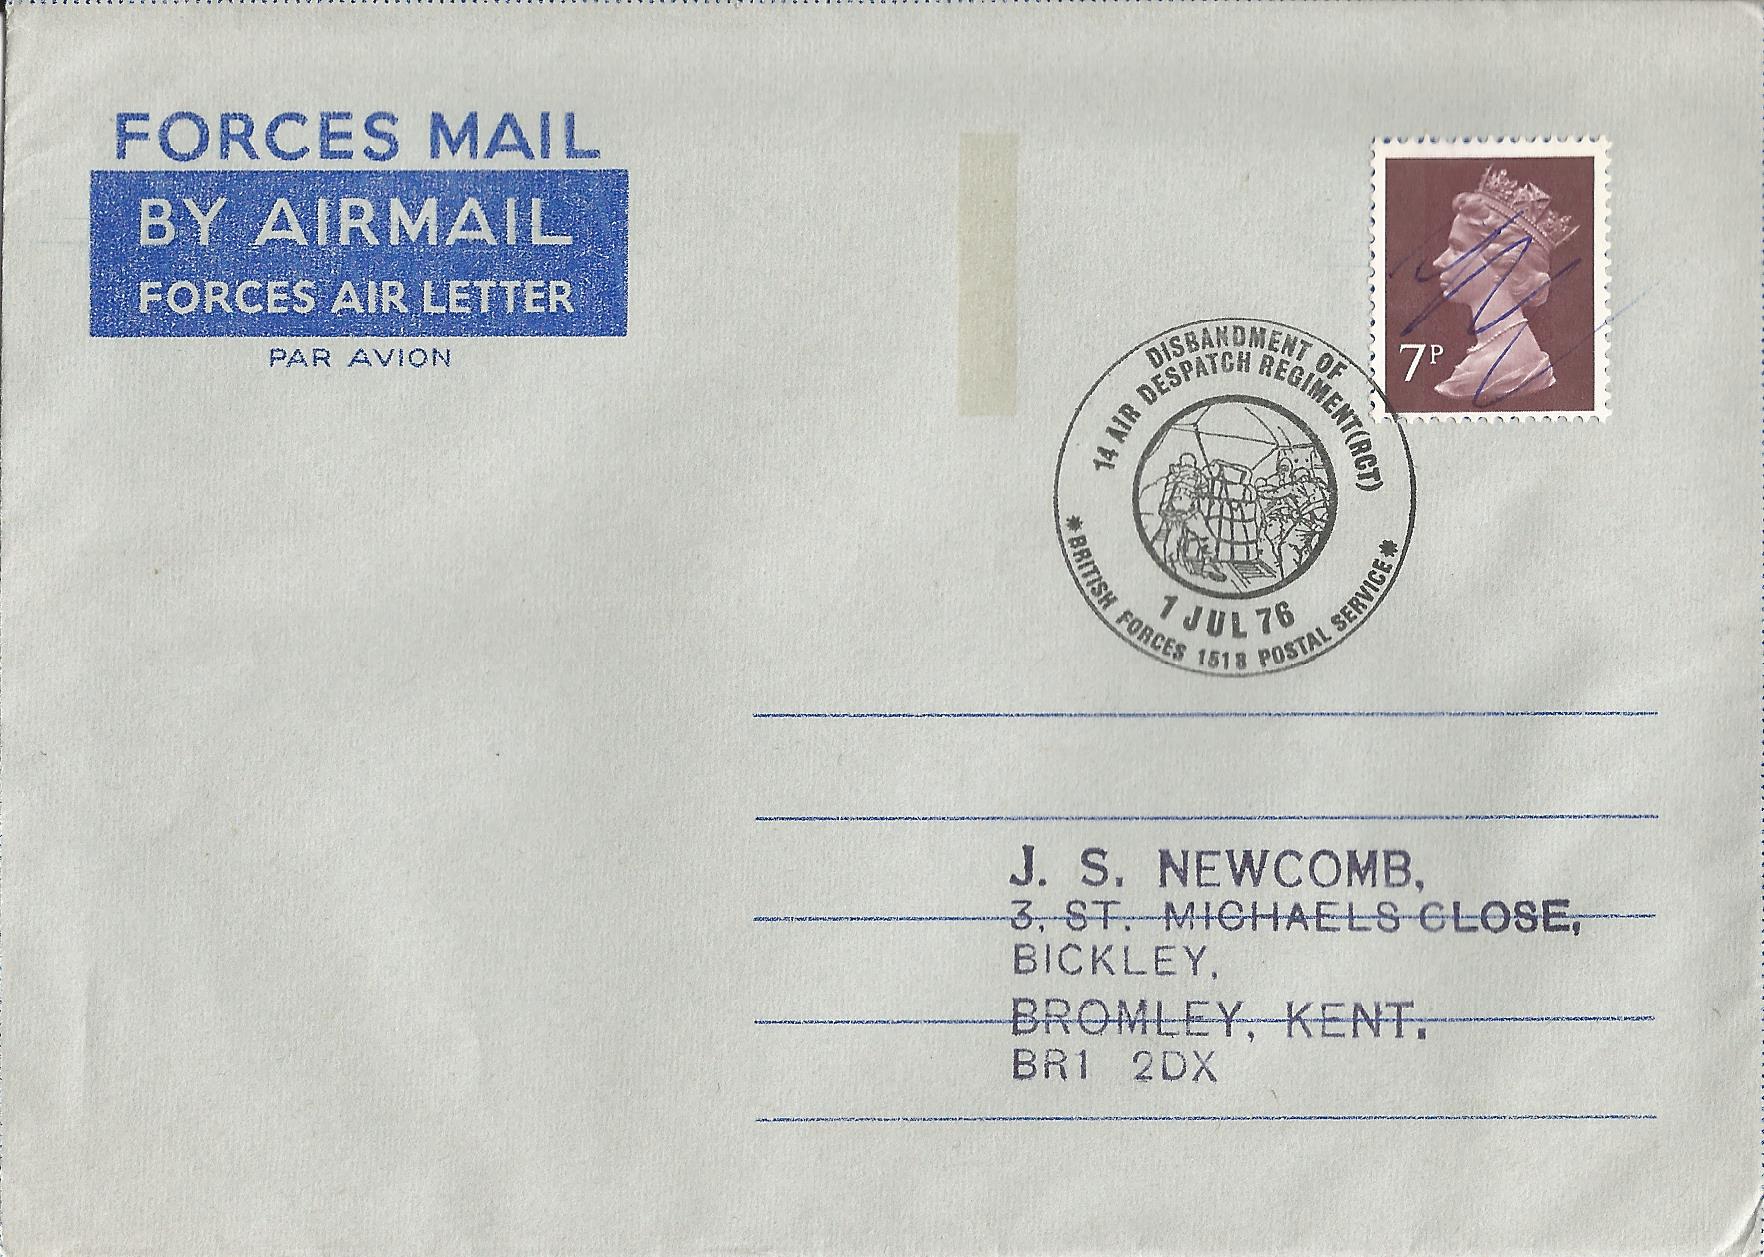 FORCES MAIL
BY AIRMAIL
FORCES AIR LETTER
PAR AVION
7P
DISBANDMENT OF
14 AIR DESPATCH REGIMENT (RCT)
1 JUL 76
* BRITISH FORCES 1518 POSTAL SERVICE *
J. S. NEWCOMB,
3, ST. MICHAELS CLOSE,
BICKLEY,
BROMLEY, KENT.
BR1 2DX